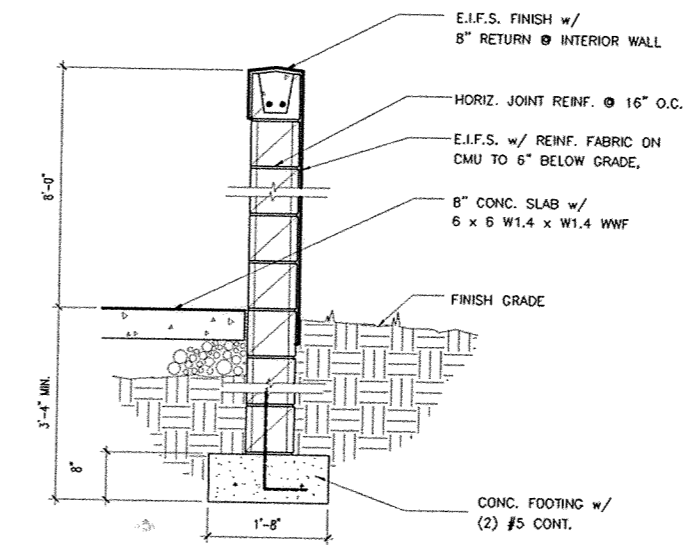 E.I.F.S. FINISH w/
8" RETURN @ INTERIOR WALL
HORIZ. JOINT REINF. @ 16" O.C.
E.I.F.S. w/ REINF. FABRIC ON
CMU TO 6" BELOW GRADE,
8'-0"
8" CONC. SLAB w/
6 x 6 W1.4 x W1.4 WWF
FINISH GRADE
3'-4" MIN.
8"
CONC. FOOTING w/
(2) #5 CONT.
1'-8"